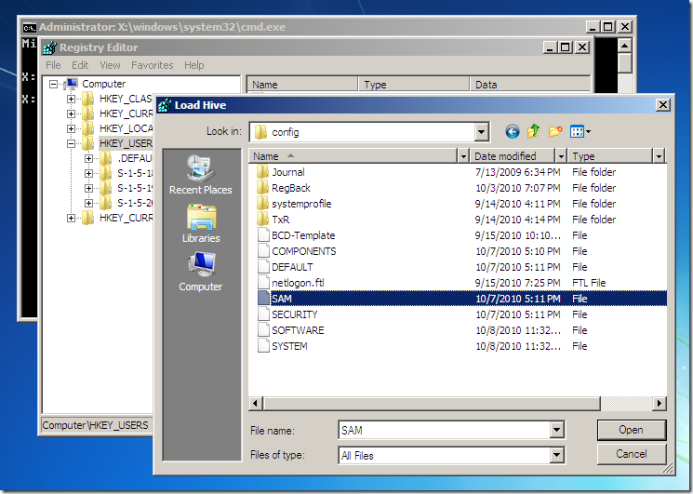 Administrator: X:\windows\system32\cmd.exe
Mi
X:
X:
Registry Editor
File Edit View Favorites Help
Computer
HKEY_CLAS
HKEY_CURR
HKEY_LOCA
HKEY_USERS
.DEFAU
S-1-5-18
S-1-5-19
S-1-5-20
HKEY_CURR
Name Type Data
Computer\HKEY_USERS
Load Hive
Look in: config
Recent Places
Libraries
Computer
Name Date modified Type
Journal 7/13/2009 6:34 PM File folder
RegBack 10/3/2010 7:07 PM File folder
systemprofile 9/14/2010 4:11 PM File folder
TxR 9/14/2010 4:14 PM File folder
BCD-Template 9/15/2010 10:10... File
COMPONENTS 10/7/2010 5:10 PM File
DEFAULT 10/7/2010 5:11 PM File
netlogon.ftl 9/15/2010 7:25 PM FTL File
SAM 10/7/2010 5:11 PM File
SECURITY 10/7/2010 5:11 PM File
SOFTWARE 10/8/2010 11:32... File
SYSTEM 10/8/2010 11:32... File
File name: SAM Open
Files of type: All Files Cancel